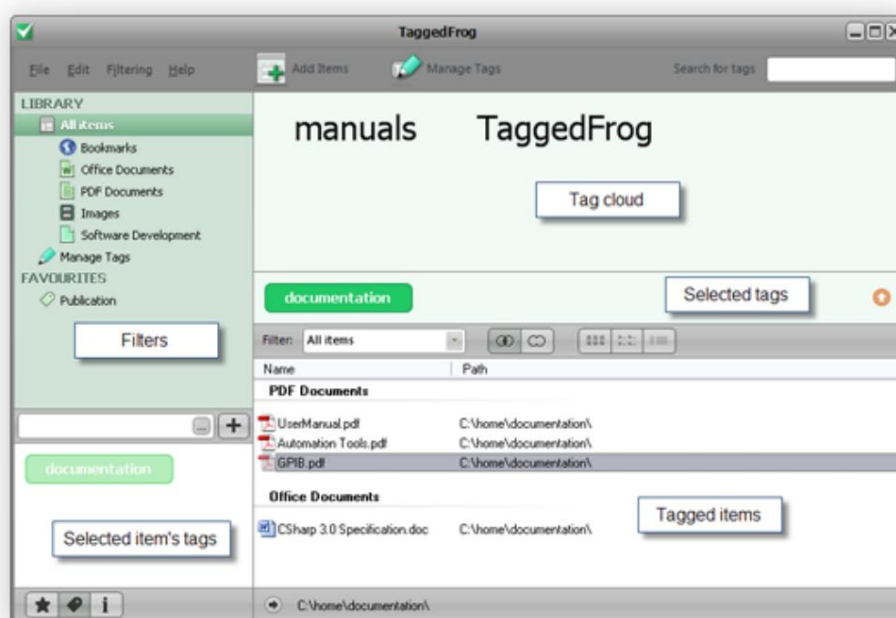 TaggedFrog
File Edit Filtering Help
Add Items
Manage Tags
Search for tags
LIBRARY
All items
Bookmarks
Office Documents
PDF Documents
Images
Software Development
Manage Tags
FAVOURITES
Publication
Filters
manuals TaggedFrog
Tag cloud
documentation
Selected tags
Filter: All items
Name Path
PDF Documents
UserManual.pdf C:\home\documentation\
Automation Tools.pdf C:\home\documentation\
GPIB.pdf C:\home\documentation\
Office Documents
CSharp 3.0 Specification.doc C:\home\documentation\
Tagged items
...
documentation
Selected item's tags
C:\home\documentation\